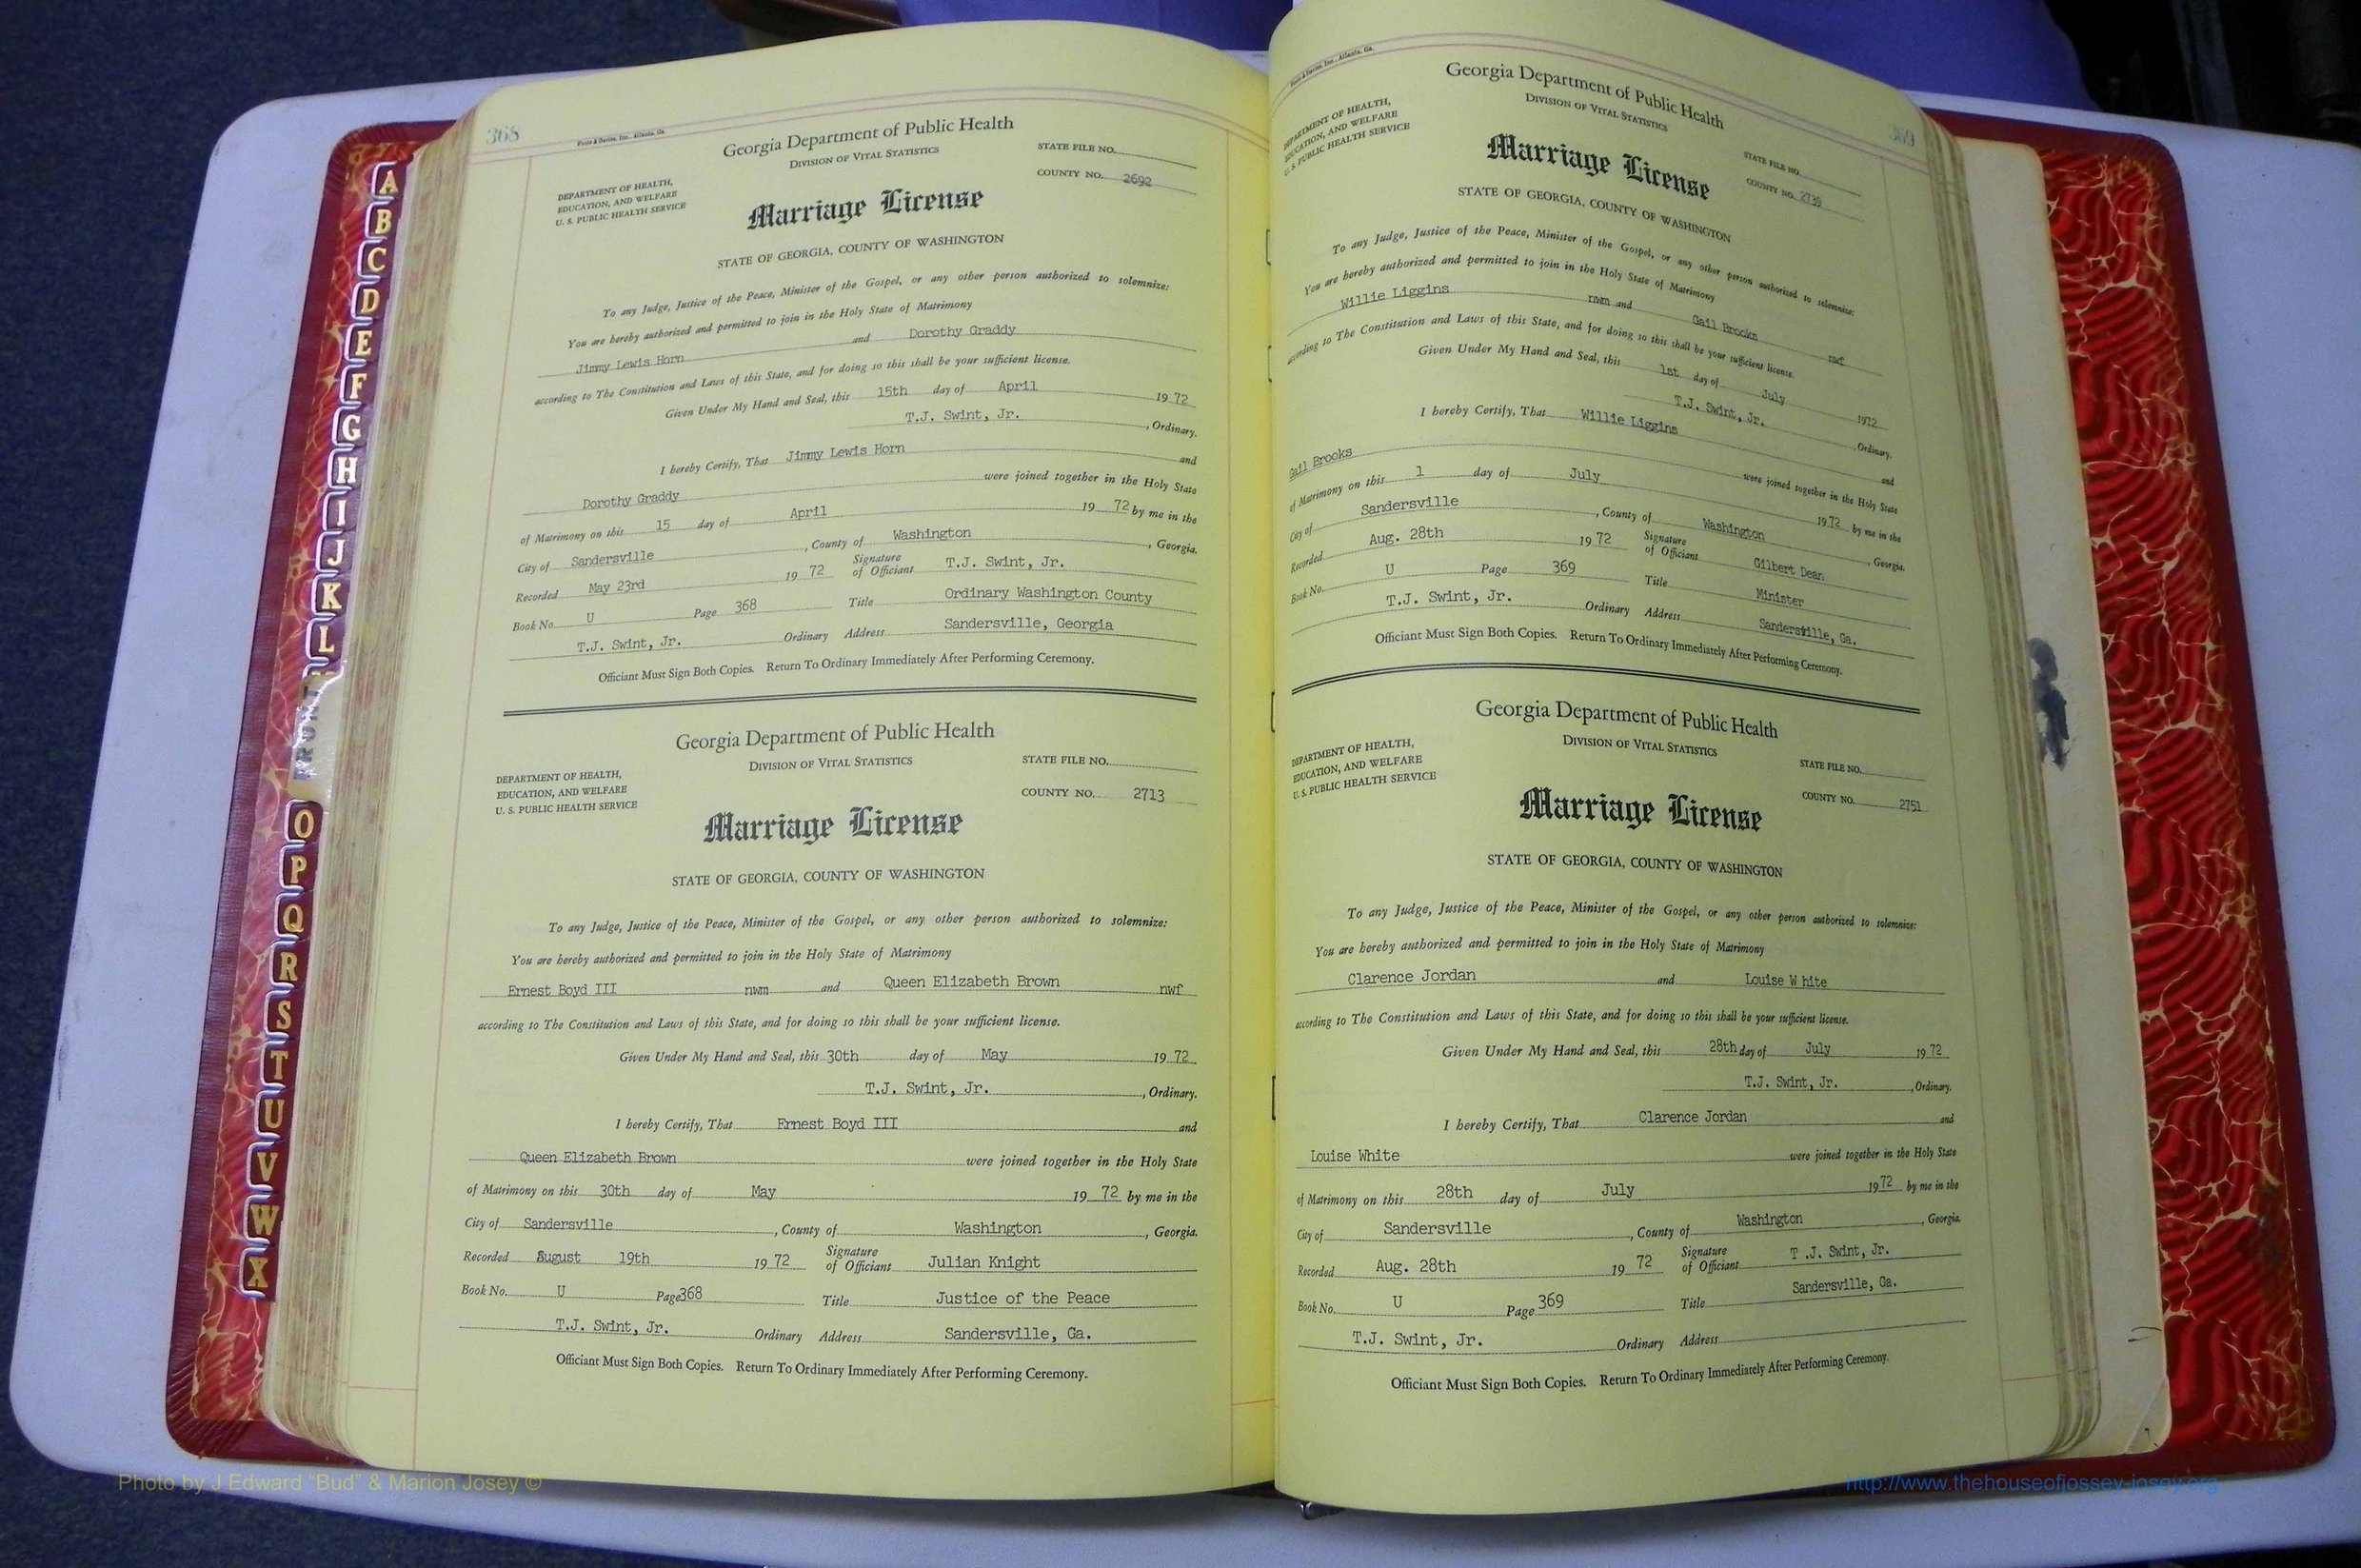 A
B
C
D
E
F
G
H
I
J
K
L
FRONT
O
P
Q
R
S
T
U
V
W
X
368
Foote & Davies, Inc., Atlanta, Ga.
Georgia Department of Public Health
DIVISION OF VITAL STATISTICS
STATE FILE NO.
DEPARTMENT OF HEALTH,
EDUCATION, AND WELFARE
U. S. PUBLIC HEALTH SERVICE
COUNTY NO. 2692
Marriage License
STATE OF GEORGIA, COUNTY OF WASHINGTON
To any Judge, Justice of the Peace, Minister of the Gospel, or any other person authorized to solemnize:
You are hereby authorized and permitted to join in the Holy State of Matrimony
Jimmy Lewis Horn and Dorothy Graddy
according to The Constitution and Laws of this State, and for doing so this shall be your sufficient license.
Given Under My Hand and Seal, this 15th day of April 19 72
T.J. Swint, Jr. , Ordinary.
I hereby Certify, That Jimmy Lewis Horn and
Dorothy Graddy were joined together in the Holy State
of Matrimony on this 15 day of April 19 72 by me in the
City of Sandersville , County of Washington , Georgia.
Recorded May 23rd 19 72 Signature of Officiant T.J. Swint, Jr.
Book No. U Page 368 Title Ordinary Washington County
T.J. Swint, Jr. Ordinary Address Sandersville, Georgia
Officiant Must Sign Both Copies. Return To Ordinary Immediately After Performing Ceremony.
Georgia Department of Public Health
DIVISION OF VITAL STATISTICS
STATE FILE NO.
DEPARTMENT OF HEALTH,
EDUCATION, AND WELFARE
U. S. PUBLIC HEALTH SERVICE
COUNTY NO. 2713
Marriage License
STATE OF GEORGIA, COUNTY OF WASHINGTON
To any Judge, Justice of the Peace, Minister of the Gospel, or any other person authorized to solemnize:
You are hereby authorized and permitted to join in the Holy State of Matrimony
Ernest Boyd III nwm and Queen Elizabeth Brown nwf
according to The Constitution and Laws of this State, and for doing so this shall be your sufficient license.
Given Under My Hand and Seal, this 30th day of May 19 72
T.J. Swint, Jr. , Ordinary.
I hereby Certify, That Ernest Boyd III and
Queen Elizabeth Brown were joined together in the Holy State
of Matrimony on this 30th day of May 19 72 by me in the
City of Sandersville , County of Washington , Georgia.
Recorded August 19th 19 72 Signature of Officiant Julian Knight
Book No. U Page 368 Title Justice of the Peace
T.J. Swint, Jr. Ordinary Address Sandersville, Ga.
Officiant Must Sign Both Copies. Return To Ordinary Immediately After Performing Ceremony.
369
Foote & Davies, Inc., Atlanta, Ga.
Georgia Department of Public Health
DIVISION OF VITAL STATISTICS
STATE FILE NO.
DEPARTMENT OF HEALTH,
EDUCATION, AND WELFARE
U. S. PUBLIC HEALTH SERVICE
COUNTY NO. 2739
Marriage License
STATE OF GEORGIA, COUNTY OF WASHINGTON
To any Judge, Justice of the Peace, Minister of the Gospel, or any other person authorized to solemnize:
You are hereby authorized and permitted to join in the Holy State of Matrimony
Willie Liggins nwm and Gail Brooks nwf
according to The Constitution and Laws of this State, and for doing so this shall be your sufficient license.
Given Under My Hand and Seal, this 1st day of July 1972
T.J. Swint, Jr. Ordinary.
I hereby Certify, That Willie Liggins and
Gail Brooks were joined together in the Holy State
of Matrimony on this 1 day of July 19 72 by me in the
City of Sandersville , County of Washington , Georgia.
Recorded Aug. 28th 19 72 Signature of Officiant Gilbert Dean
Book No. U Page 369 Title Minister
T.J. Swint, Jr. Ordinary Address Sandersville, Ga.
Officiant Must Sign Both Copies. Return To Ordinary Immediately After Performing Ceremony.
Georgia Department of Public Health
DIVISION OF VITAL STATISTICS
STATE FILE NO.
DEPARTMENT OF HEALTH,
EDUCATION, AND WELFARE
U. S. PUBLIC HEALTH SERVICE
COUNTY NO. 2751
Marriage License
STATE OF GEORGIA, COUNTY OF WASHINGTON
To any Judge, Justice of the Peace, Minister of the Gospel, or any other person authorized to solemnize:
You are hereby authorized and permitted to join in the Holy State of Matrimony
Clarence Jordan and Louise W hite
according to The Constitution and Laws of this State, and for doing so this shall be your sufficient license.
Given Under My Hand and Seal, this 28th day of July 19 72
T.J. Swint, Jr. , Ordinary.
I hereby Certify, That Clarence Jordan and
Louise White were joined together in the Holy State
of Matrimony on this 28th day of July 19 72 by me in the
City of Sandersville , County of Washington , Georgia.
Recorded Aug. 28th 19 72 Signature of Officiant T .J. Swint, Jr.
Book No. U Page 369 Title Sandersville, Ga.
T.J. Swint, Jr. Ordinary Address
Officiant Must Sign Both Copies. Return To Ordinary Immediately After Performing Ceremony.
Photo by J Edward "Bud" & Marion Josey ©
http://www.thehouseofjossey-josey.org